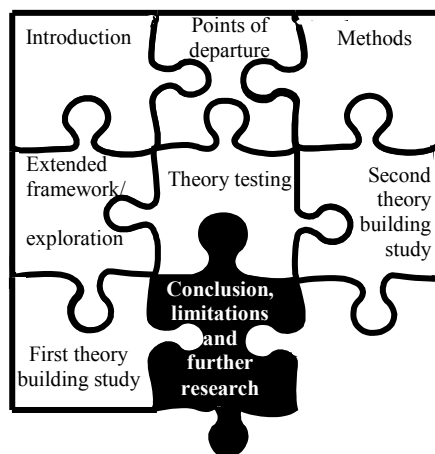 Introduction
Points of
departure
Methods
Extended
framework/
exploration
Theory testing
Second
theory
building
study
First theory
building study
Conclusion,
limitations
and
further
research